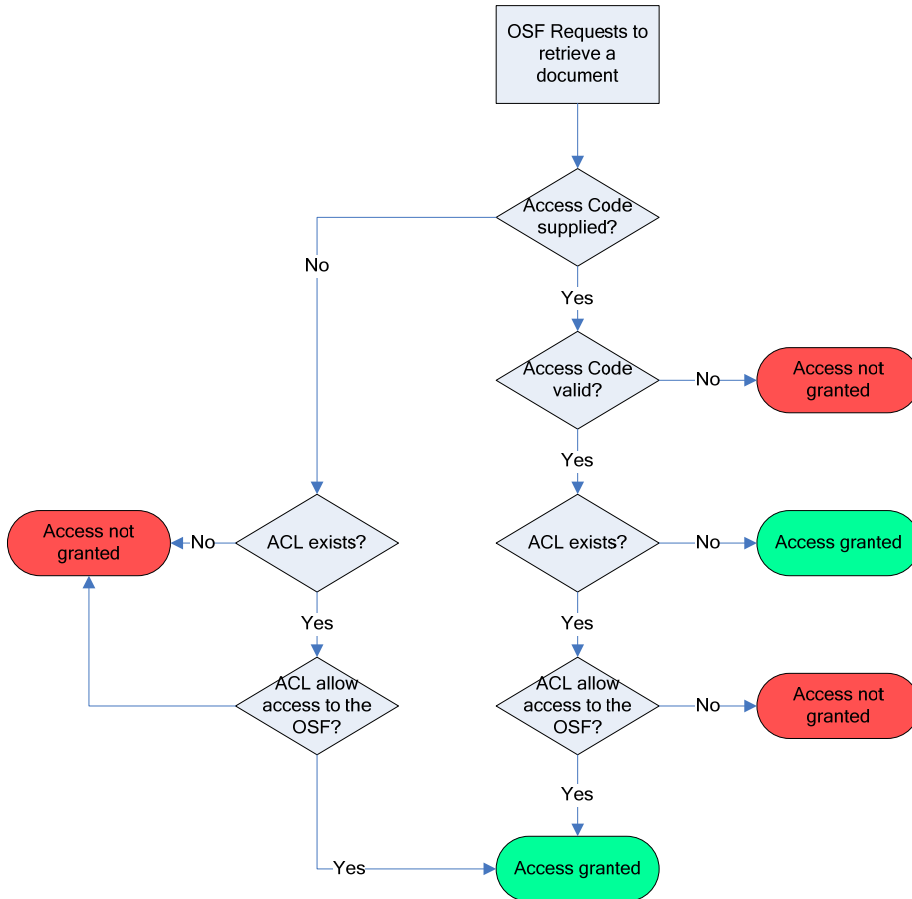 OSF Requests to
retrieve a
document
Access Code
supplied?
No
Yes
Access Code
valid?
No
Access not
granted
Yes
Access not
granted
No
ACL exists?
ACL exists?
No
Access granted
Yes
Yes
ACL allow
access to the
OSF?
ACL allow
access to the
OSF?
No
Access not
granted
Yes
Yes
Access granted